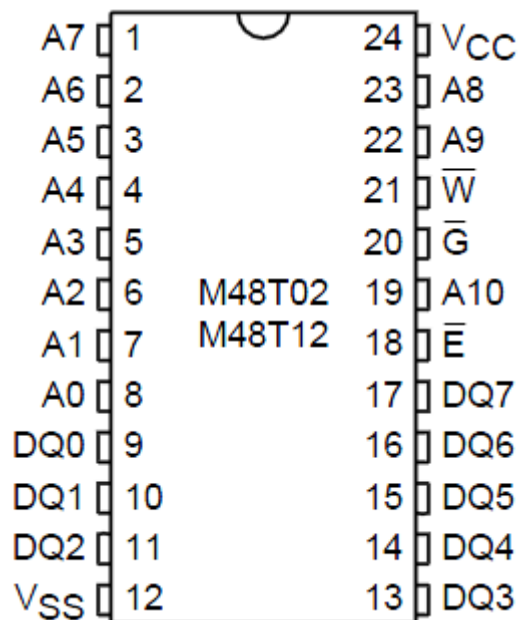 A7 1 24 VCC
A6 2 23 A8
A5 3 22 A9
A4 4 21 W̅
A3 5 20 G̅
A2 6 M48T02 19 A10
A1 7 M48T12 18 E̅
A0 8 17 DQ7
DQ0 9 16 DQ6
DQ1 10 15 DQ5
DQ2 11 14 DQ4
VSS 12 13 DQ3